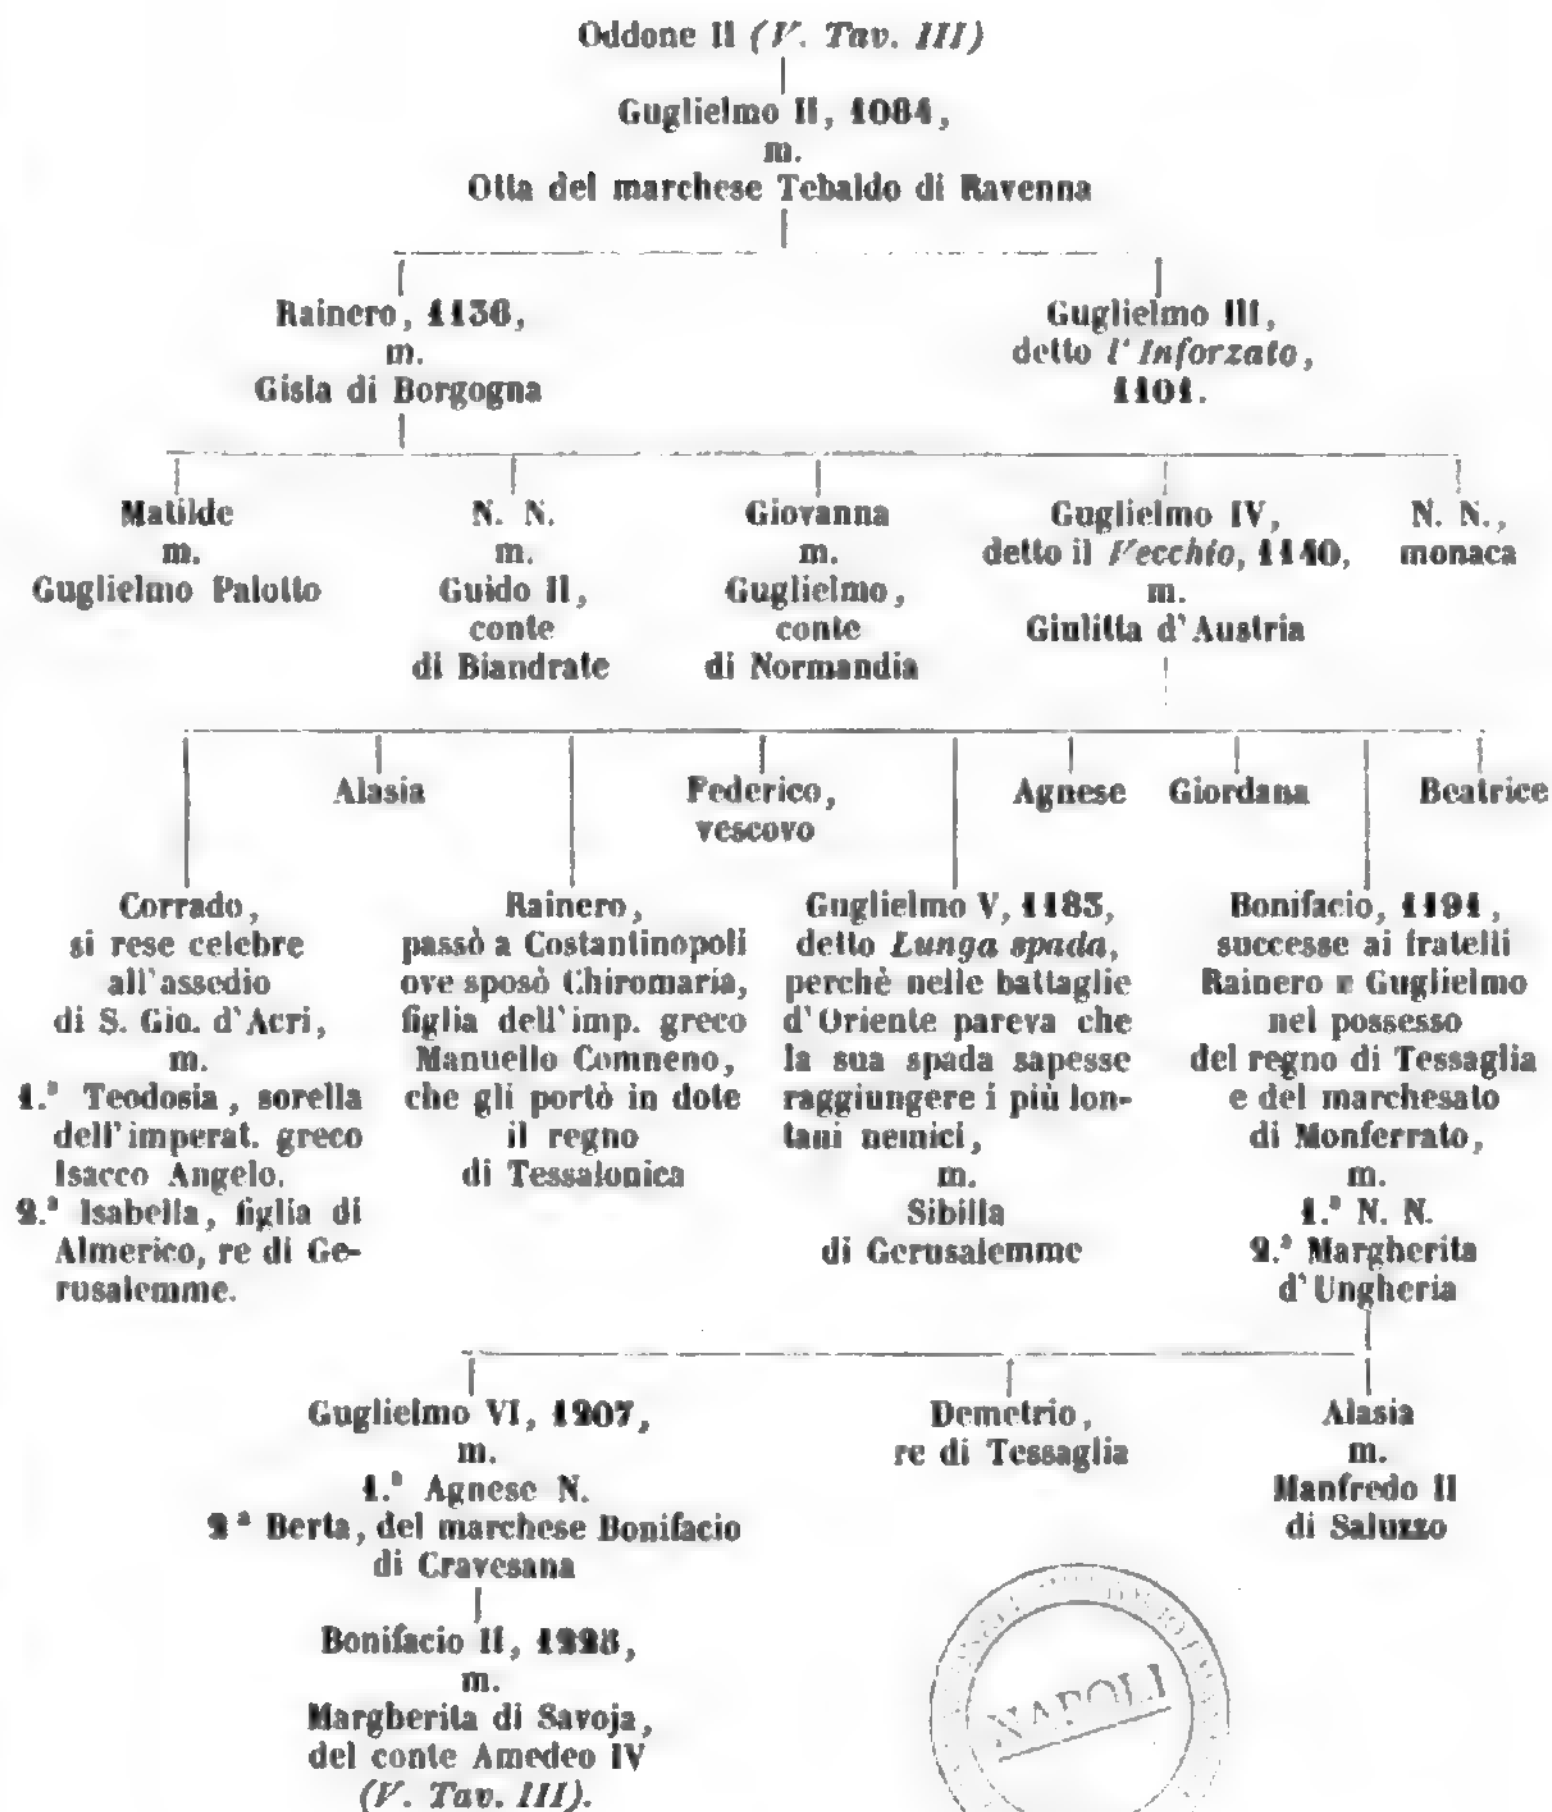 Oddone II (V. Tav. III)
Guglielmo II, 1084,
m.
Otta del marchese Tebaldo di Ravenna
Rainero, 1136,
m.
Gisla di Borgogna
Guglielmo III,
detto l'Inforzato,
1101.
Matilde
m.
Guglielmo Palotto
N. N.
m.
Guido II,
conte
di Biandrate
Giovanna
m.
Guglielmo,
conte
di Normandia
Guglielmo IV,
detto il Vecchio, 1140,
m.
Giulitta d'Austria
N. N.,
monaca
Alasia
Federico,
vescovo
Agnese
Giordana
Beatrice
Corrado,
si rese celebre
all'assedio
di S. Gio. d'Acri,
m.
1.ª Teodosia, sorella
dell'imperat. greco
Isacco Angelo.
2.ª Isabella, figlia di
Almerico, re di Ge-
rusalemme.
Rainero,
passò a Costantinopoli
ove sposò Chiromaria,
figlia dell'imp. greco
Manuello Comneno,
che gli portò in dote
il regno
di Tessalonica
Guglielmo V, 1183,
detto Lunga spada,
perchè nelle battaglie
d'Oriente pareva che
la sua spada sapesse
raggiungere i più lon-
tani nemici,
m.
Sibilla
di Gerusalemme
Bonifacio, 1191,
successe ai fratelli
Rainero e Guglielmo
nel possesso
del regno di Tessaglia
e del marchesato
di Monferrato,
m.
1.ª N. N.
2.ª Margherita
d'Ungheria
Guglielmo VI, 1207,
m.
1.ª Agnese N.
2ª Berta, del marchese Bonifacio
di Cravesana
Demetrio,
re di Tessaglia
Alasia
m.
Manfredo II
di Saluzzo
Bonifacio II, 1225,
m.
Margherita di Savoja,
del conte Amedeo IV
(V. Tav. III).
NAPOLI